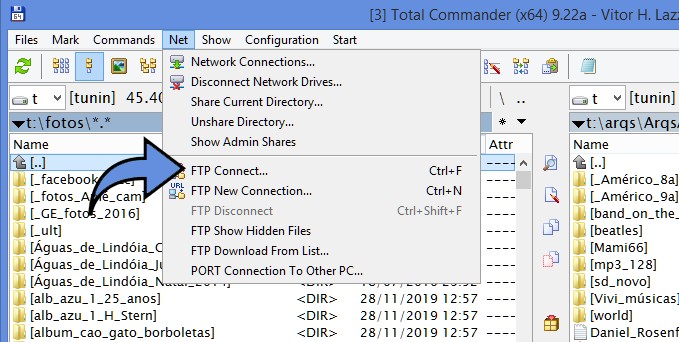 [3] Total Commander (x64) 9.22a - Vitor H. Lazz
Files Mark Commands Net Show Configuration Start
Network Connections...
Disconnect Network Drives...
Share Current Directory...
Unshare Directory...
Show Admin Shares
FTP Connect... Ctrl+F
URL FTP New Connection... Ctrl+N
FTP Disconnect Ctrl+Shift+F
FTP Show Hidden Files
FTP Download From List...
PORT Connection To Other PC...
t [tunin] 45.40 \ .. t [tunin]
t:\fotos\*.* * t:\arqs\ArqsA
Name Attr Name
[..] ----
[_facebook
[_fotos_A cam]
[_GE_fotos_2016]
[_ult]
[Águas_de_Lindóia_C
[Águas_de_Lindóia_Ju
[Águas_de_Lindóia_Natal_2014] <DIR>
[alb_azu_1_25_anos] <DIR> 28/11/2019 12:57 ----
[alb_azu_1_H_Stern] <DIR> 28/11/2019 12:57 ----
[album_cao_gato_borboletas] <DIR> 28/11/2019 12:57 ----
[..]
[_Américo_8a]
[_Américo_9a]
[band_on_the_
[beatles]
[Mami66]
[mp3_128]
[sd_novo]
[Vivi_músicas]
[world]
Daniel_Rosenf